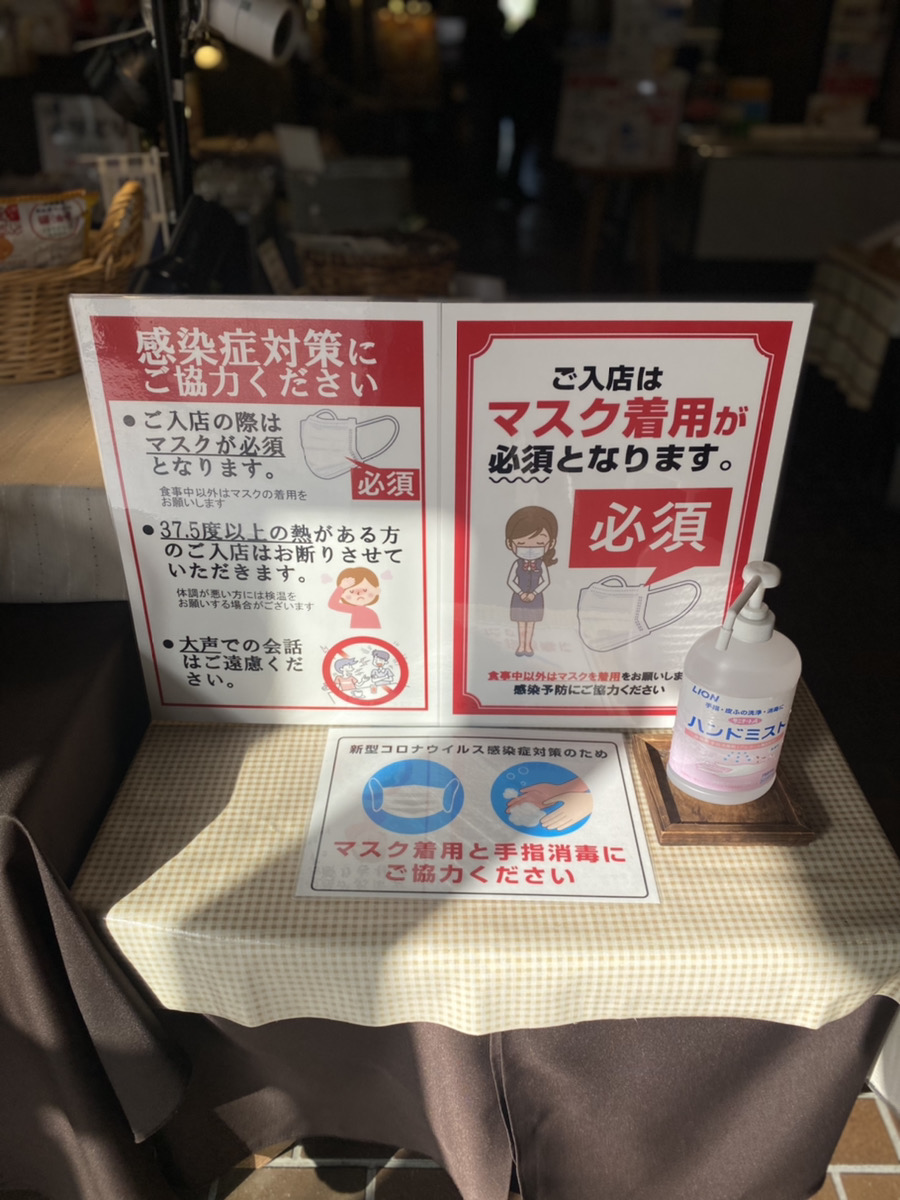 感染症対策に
ご協力ください
●ご入店の際は
マスクが必須
となります。
必須
食事中以外はマスクの着用を
お願いします
●37.5度以上の熱がある方
のご入店はお断りさせて
いただきます。
体調が悪い方には検温を
お願いする場合がございます
●大声での会話
はご遠慮くだ
さい。
ご入店は
マスク着用が
必須となります。
必須
食事中以外はマスクを着用をお願いしま
感染予防にご協力ください
LION
手指・皮ふの洗浄・消毒に
ハンドミスト
新型コロナウイルス感染症対策のため
マスク着用と手指消毒に
ご協力ください